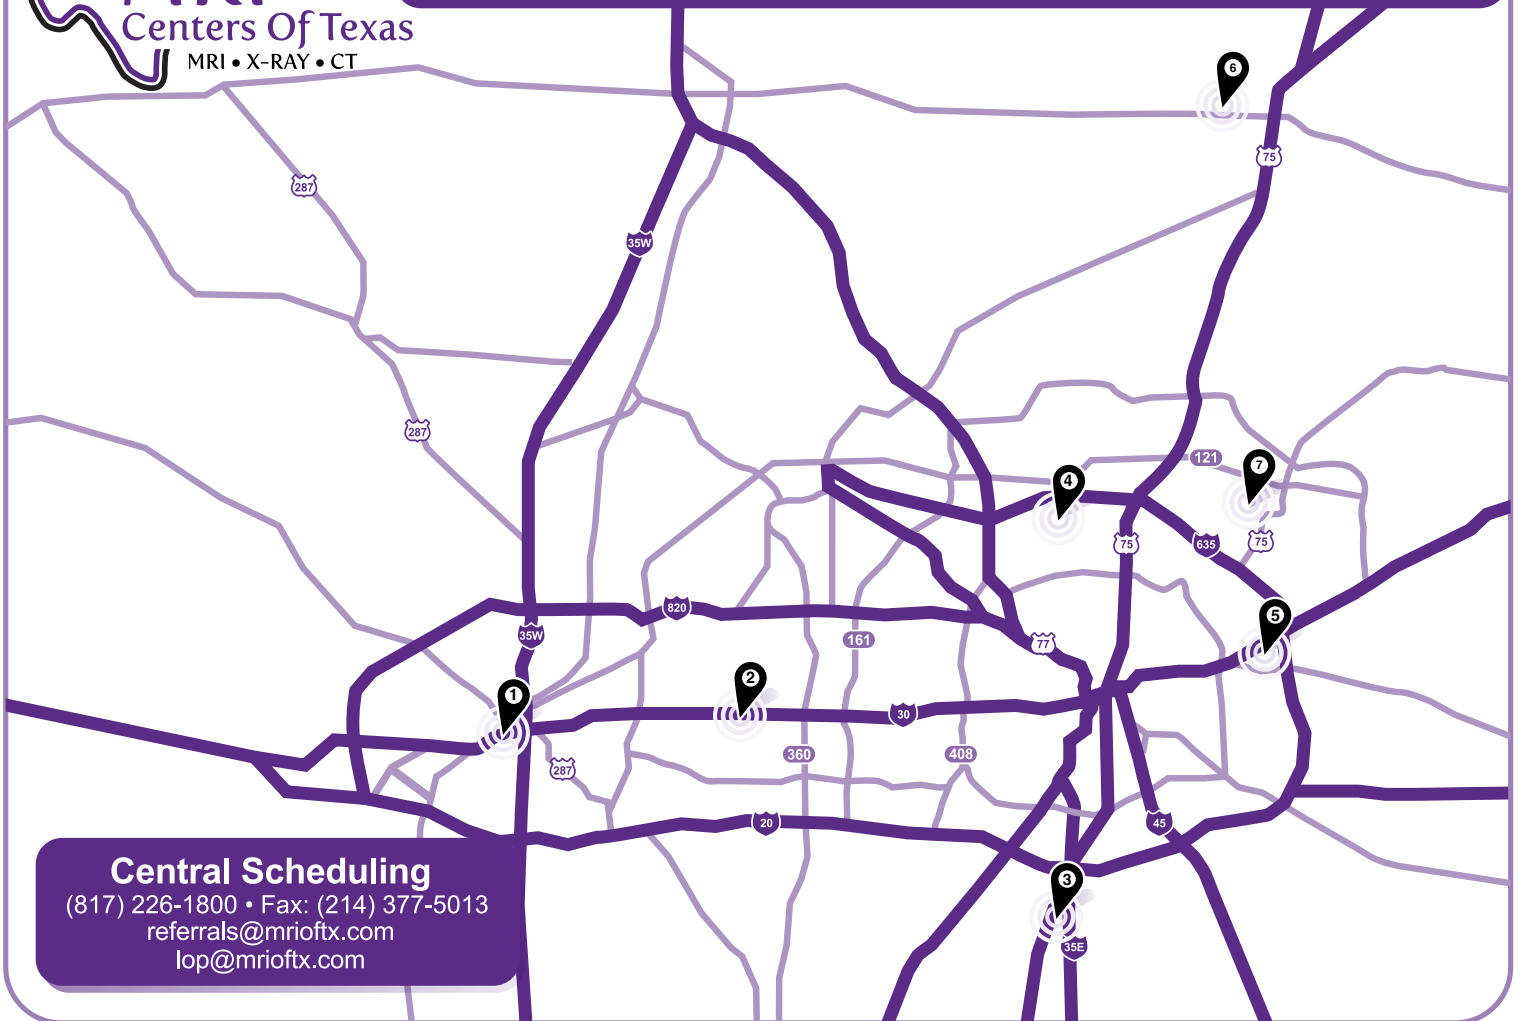 Centers Of Texas
MRI • X-RAY • CT
6
75
287
35W
287
121
7
4
75
635
75
820
5
35W
161
77
2
1
30
360
408
287
20
45
3
35E
Central Scheduling
(817) 226-1800 • Fax: (214) 377-5013
referrals@mrioftx.com
lop@mrioftx.com